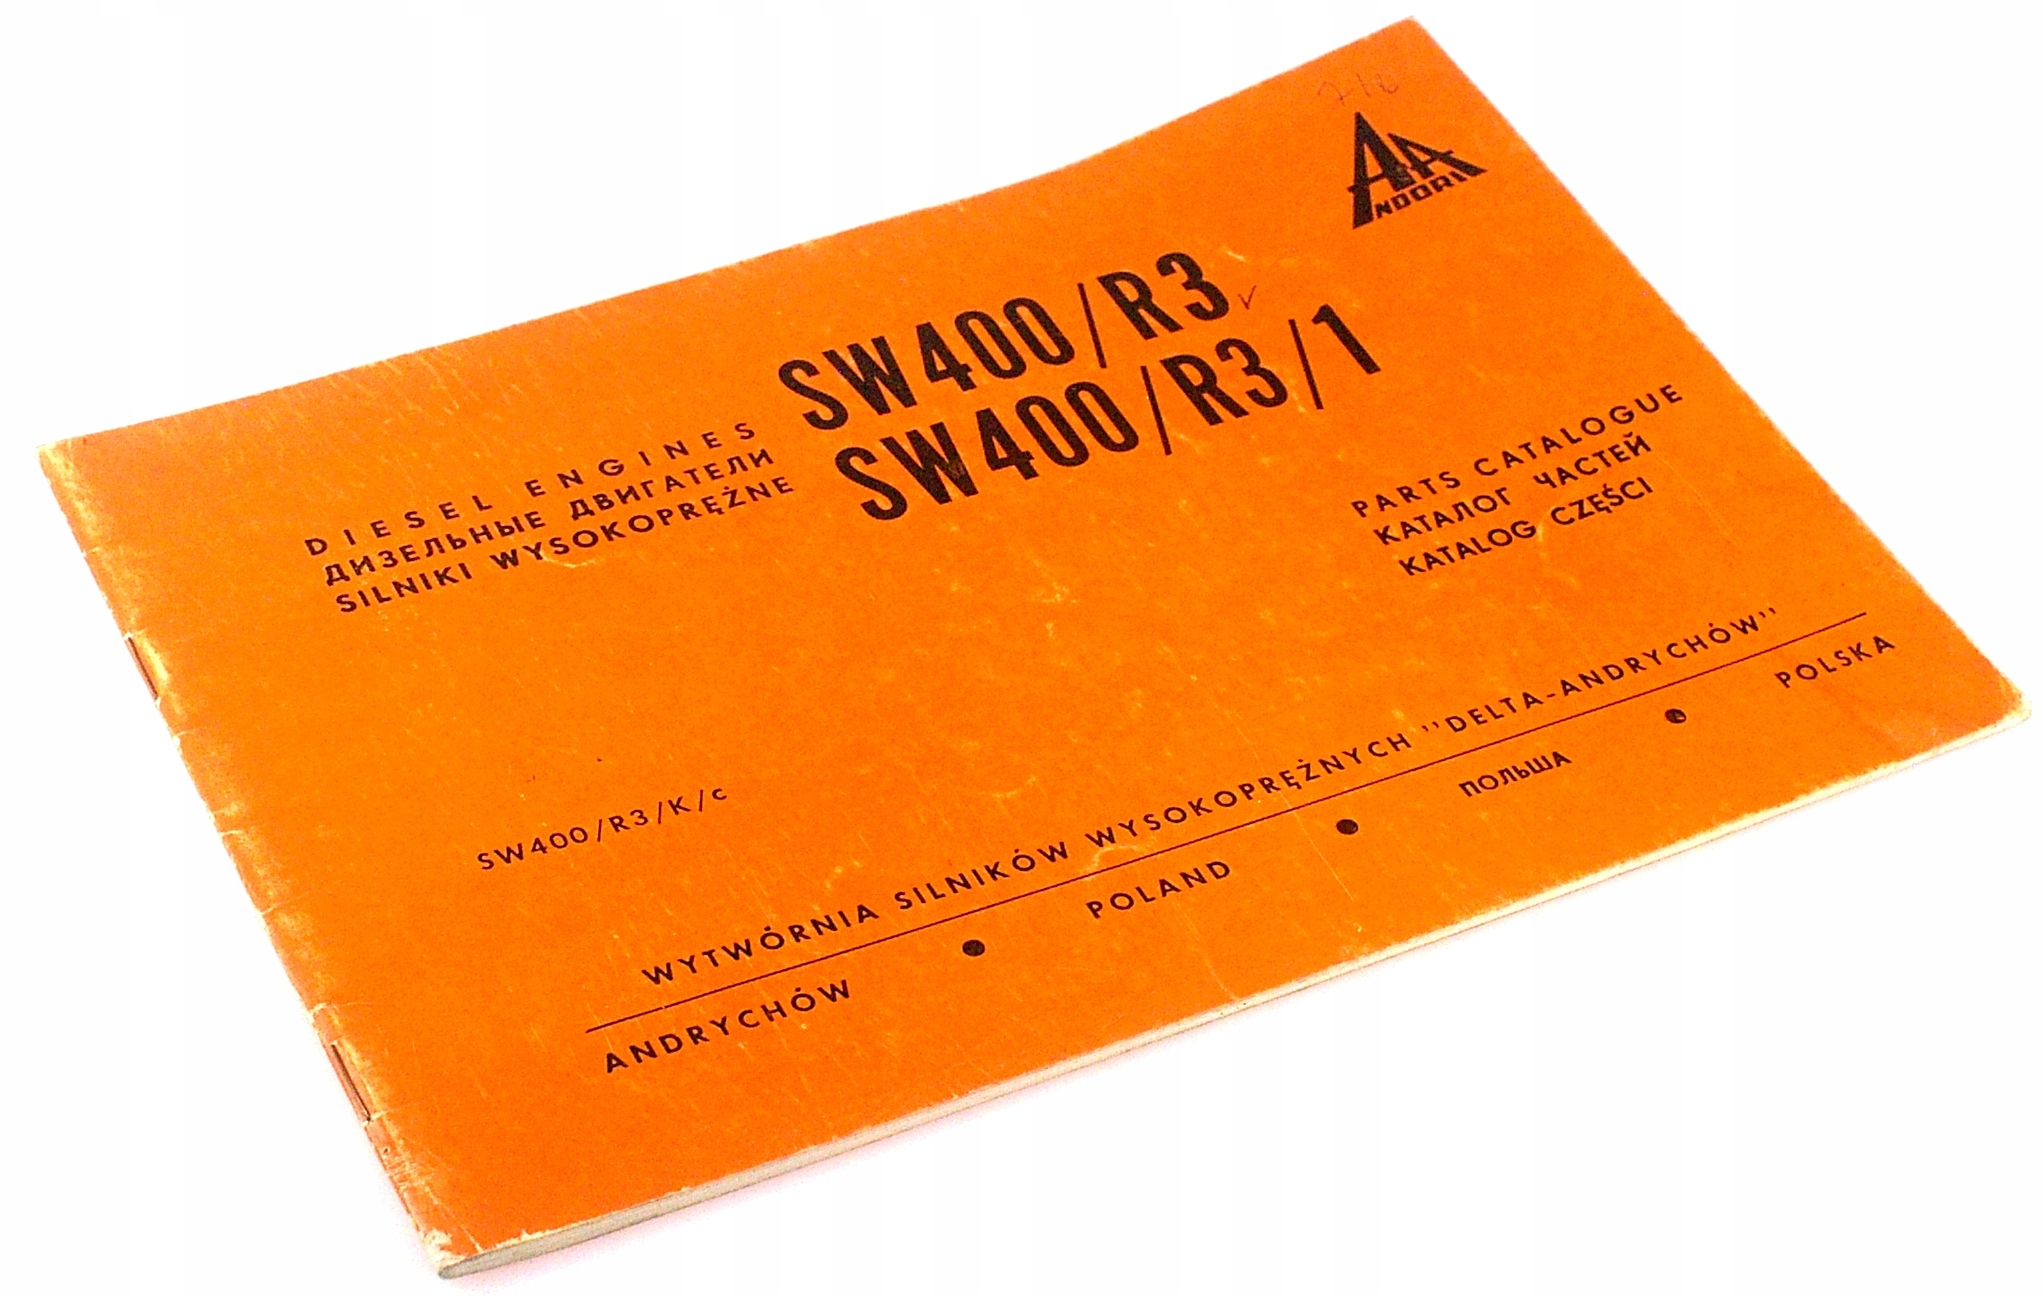 ANDORIA
SW400/R3
SW400/R3/1
DIESEL ENGINES
ДИЗЕЛЬНЫЕ ДВИГАТЕЛИ
SILNIKI WYSOKOPRĘŻNE
PARTS CATALOGUE
КАТАЛОГ ЧАСТЕЙ
KATALOG CZĘŚCI
SW400/R3/K/c
WYTWÓRNIA SILNIKÓW WYSOKOPRĘŻNYCH "DELTA-ANDRYCHÓW"
ANDRYCHÓW ● POLAND ● ПОЛЬША ● POLSKA